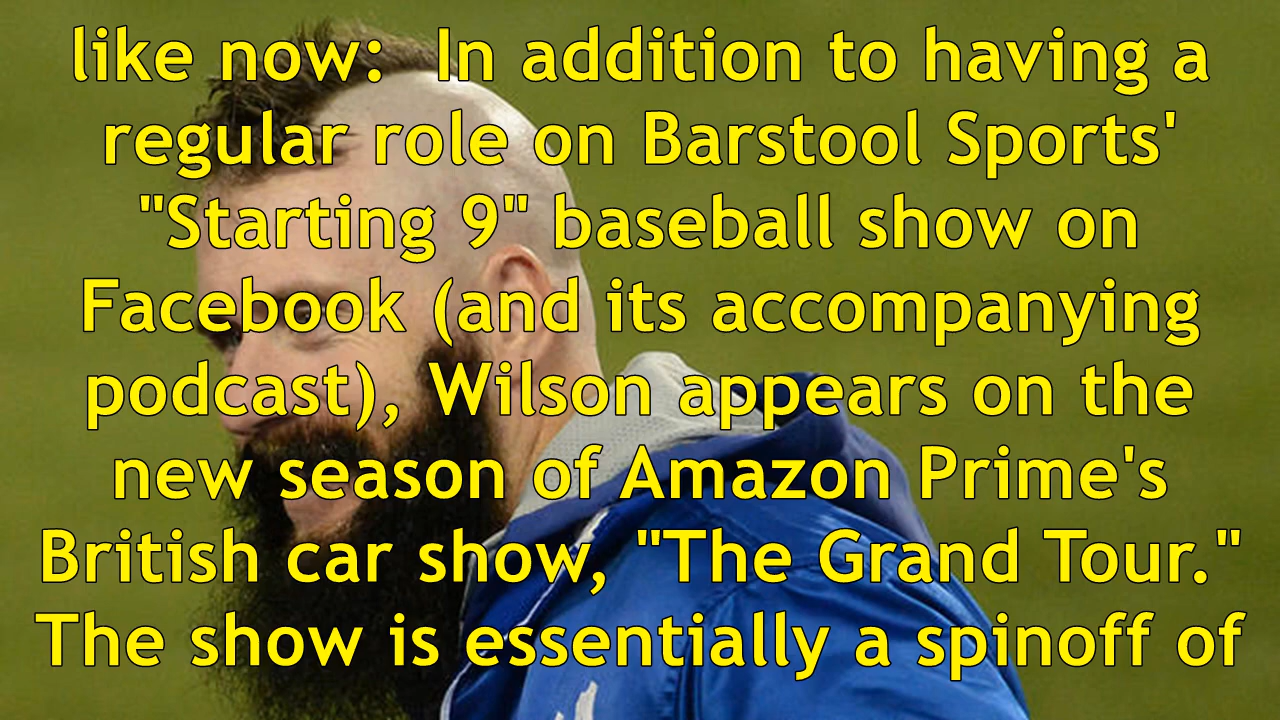 like now: In addition to having a
regular role on Barstool Sports'
"Starting 9" baseball show on
Facebook (and its accompanying
podcast), Wilson appears on the
new season of Amazon Prime's
British car show, "The Grand Tour."
The show is essentially a spinoff of